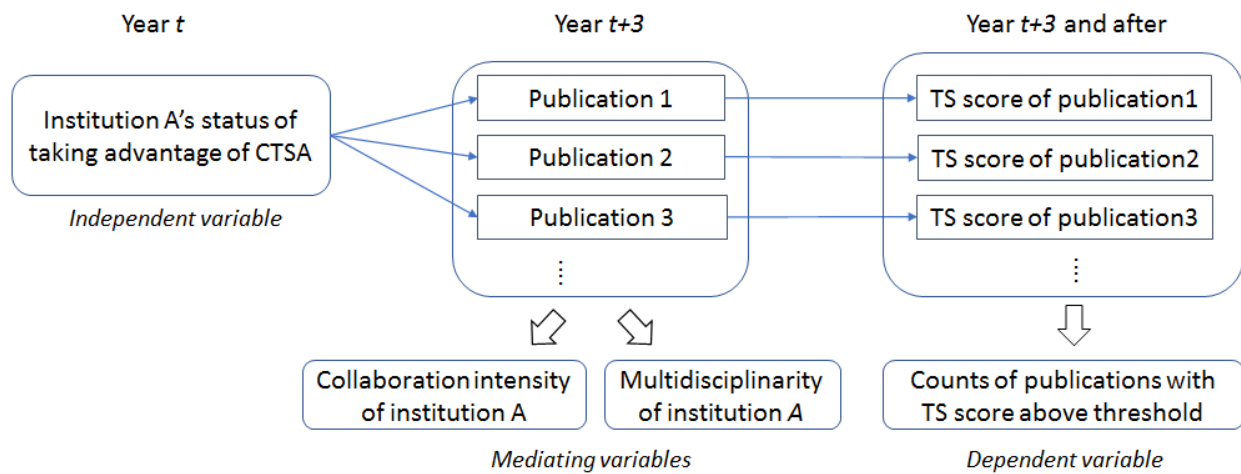 Year t
Year t+3
Year t+3 and after
Institution A's status of
taking advantage of CTSA
Independent variable
Publication 1
Publication 2
Publication 3
TS score of publication1
TS score of publication2
TS score of publication3
Collaboration intensity
of institution A
Multidisciplinarity
of institution A
Counts of publications with
TS score above threshold
Mediating variables
Dependent variable